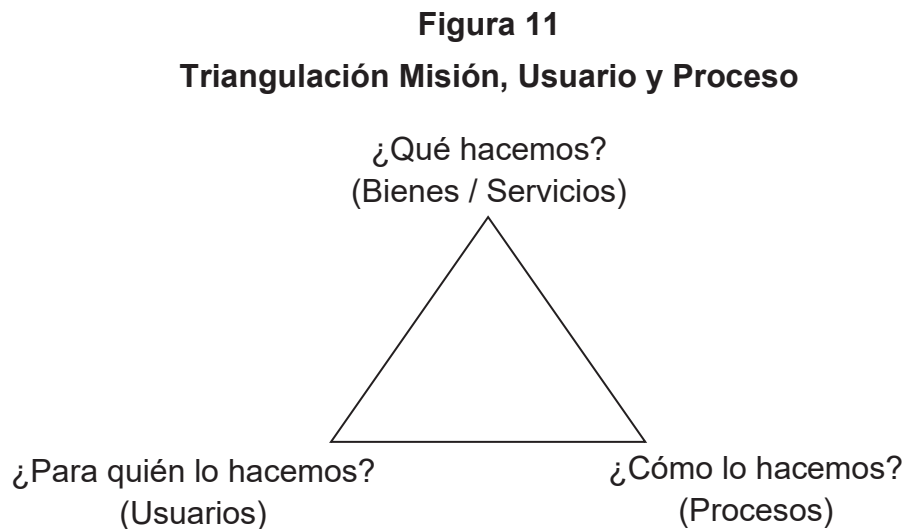 Figura 11
Triangulación Misión, Usuario y Proceso
¿Qué hacemos?
(Bienes / Servicios)
¿Para quién lo hacemos?
(Usuarios)
¿Cómo lo hacemos?
(Procesos)